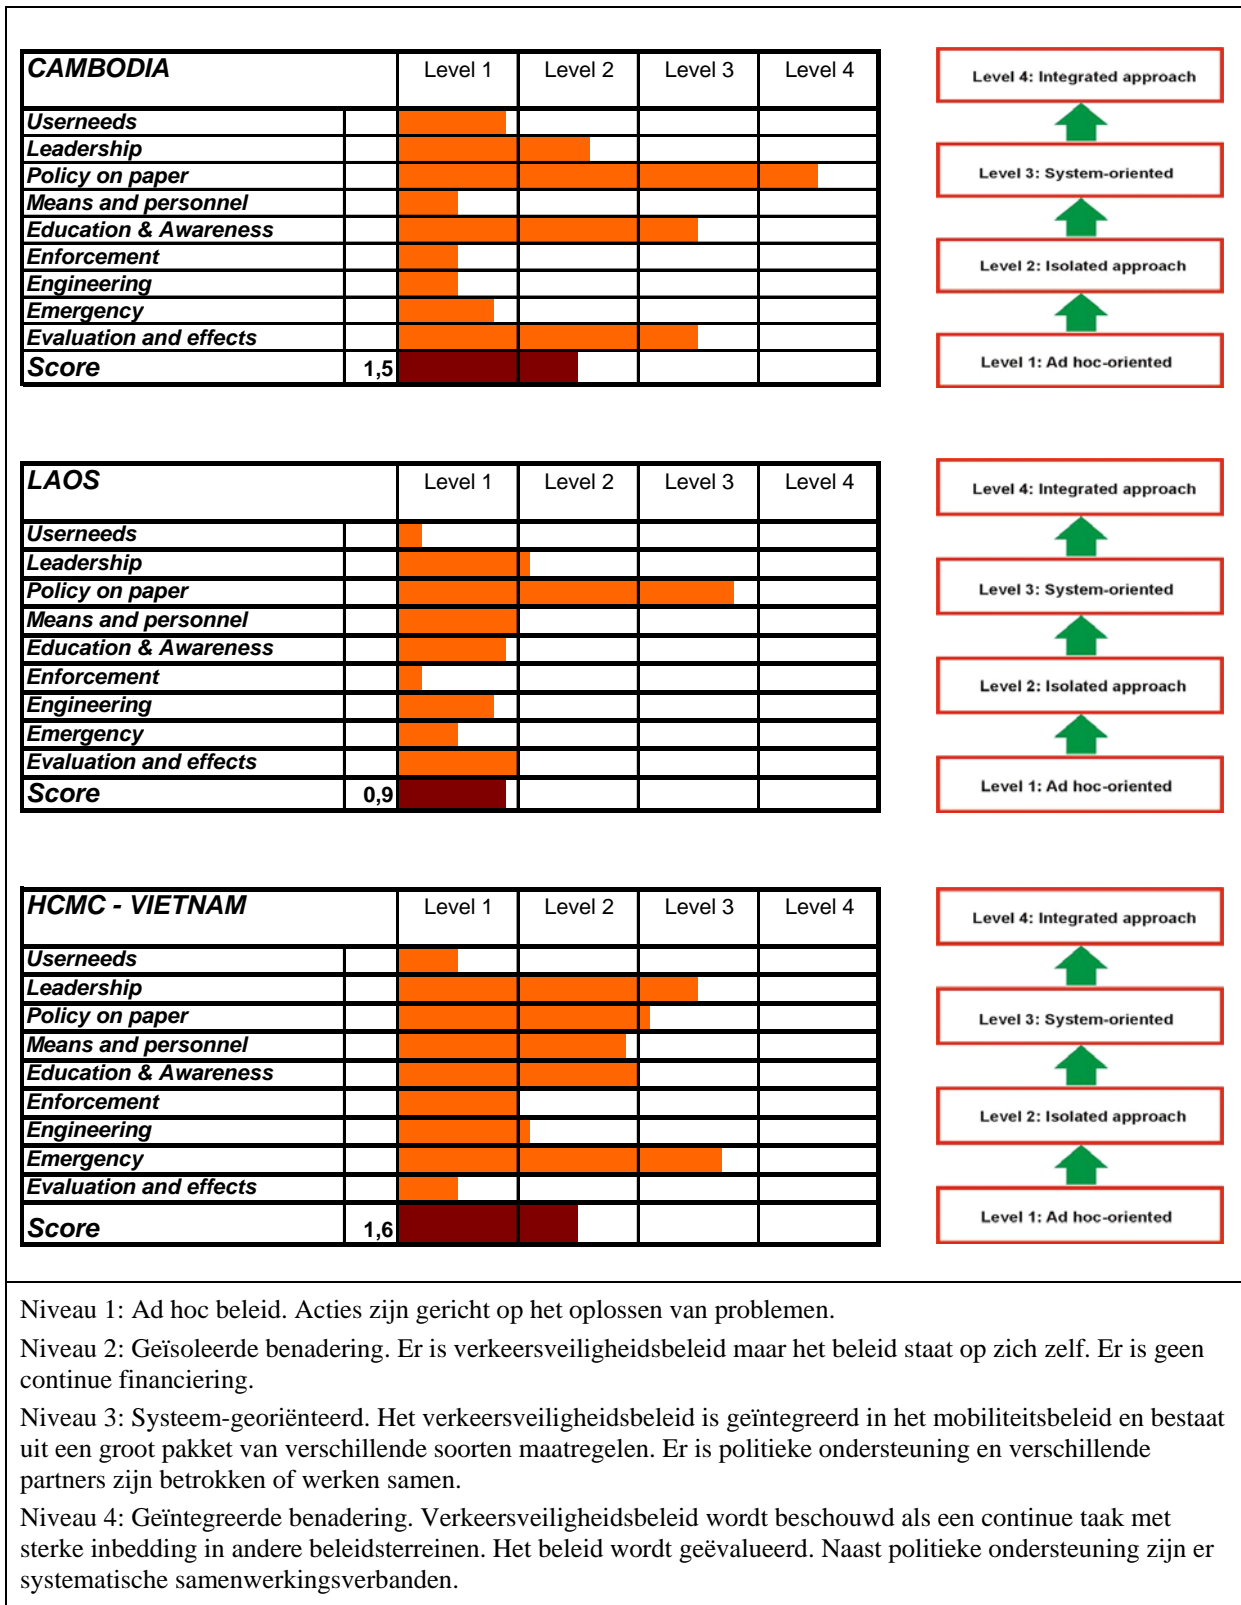 CAMBODIA Level 1 Level 2 Level 3 Level 4
Userneeds
Leadership
Policy on paper
Means and personnel
Education & Awareness
Enforcement
Engineering
Emergency
Evaluation and effects
Score 1,5
Level 4: Integrated approach
Level 3: System-oriented
Level 2: Isolated approach
Level 1: Ad hoc-oriented
LAOS Level 1 Level 2 Level 3 Level 4
Userneeds
Leadership
Policy on paper
Means and personnel
Education & Awareness
Enforcement
Engineering
Emergency
Evaluation and effects
Score 0,9
Level 4: Integrated approach
Level 3: System-oriented
Level 2: Isolated approach
Level 1: Ad hoc-oriented
HCMC - VIETNAM Level 1 Level 2 Level 3 Level 4
Userneeds
Leadership
Policy on paper
Means and personnel
Education & Awareness
Enforcement
Engineering
Emergency
Evaluation and effects
Score 1,6
Level 4: Integrated approach
Level 3: System-oriented
Level 2: Isolated approach
Level 1: Ad hoc-oriented
Niveau 1: Ad hoc beleid. Acties zijn gericht op het oplossen van problemen.
Niveau 2: Geïsoleerde benadering. Er is verkeersveiligheidsbeleid maar het beleid staat op zich zelf. Er is geen
continue financiering.
Niveau 3: Systeem-georiënteerd. Het verkeersveiligheidsbeleid is geïntegreerd in het mobiliteitsbeleid en bestaat
uit een groot pakket van verschillende soorten maatregelen. Er is politieke ondersteuning en verschillende
partners zijn betrokken of werken samen.
Niveau 4: Geïntegreerde benadering. Verkeersveiligheidsbeleid wordt beschouwd als een continue taak met
sterke inbedding in andere beleidsterreinen. Het beleid wordt geëvalueerd. Naast politieke ondersteuning zijn er
systematische samenwerkingsverbanden.